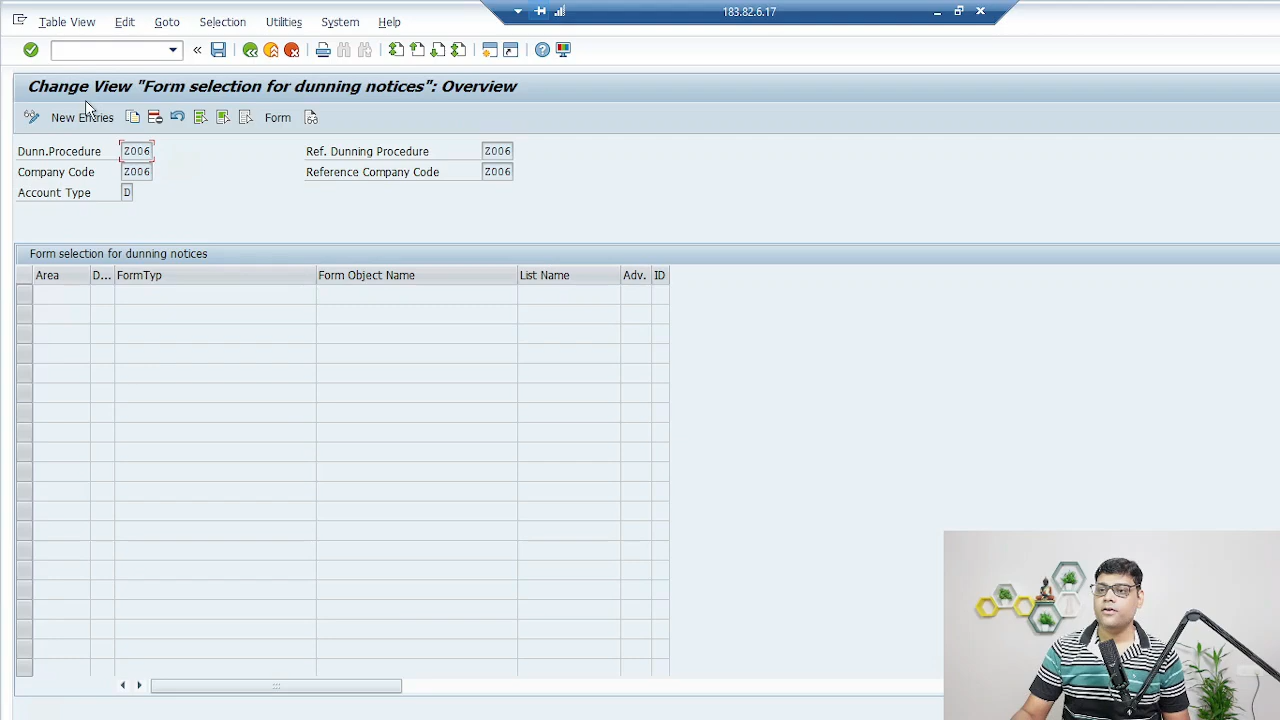 183.82.6.17
Table View Edit Goto Selection Utilities System Help
Change View "Form selection for dunning notices": Overview
New Entries Form
Dunn.Procedure Z006 Ref. Dunning Procedure Z006
Company Code Z006 Reference Company Code Z006
Account Type D
Form selection for dunning notices
Area D... FormTyp Form Object Name List Name Adv. ID